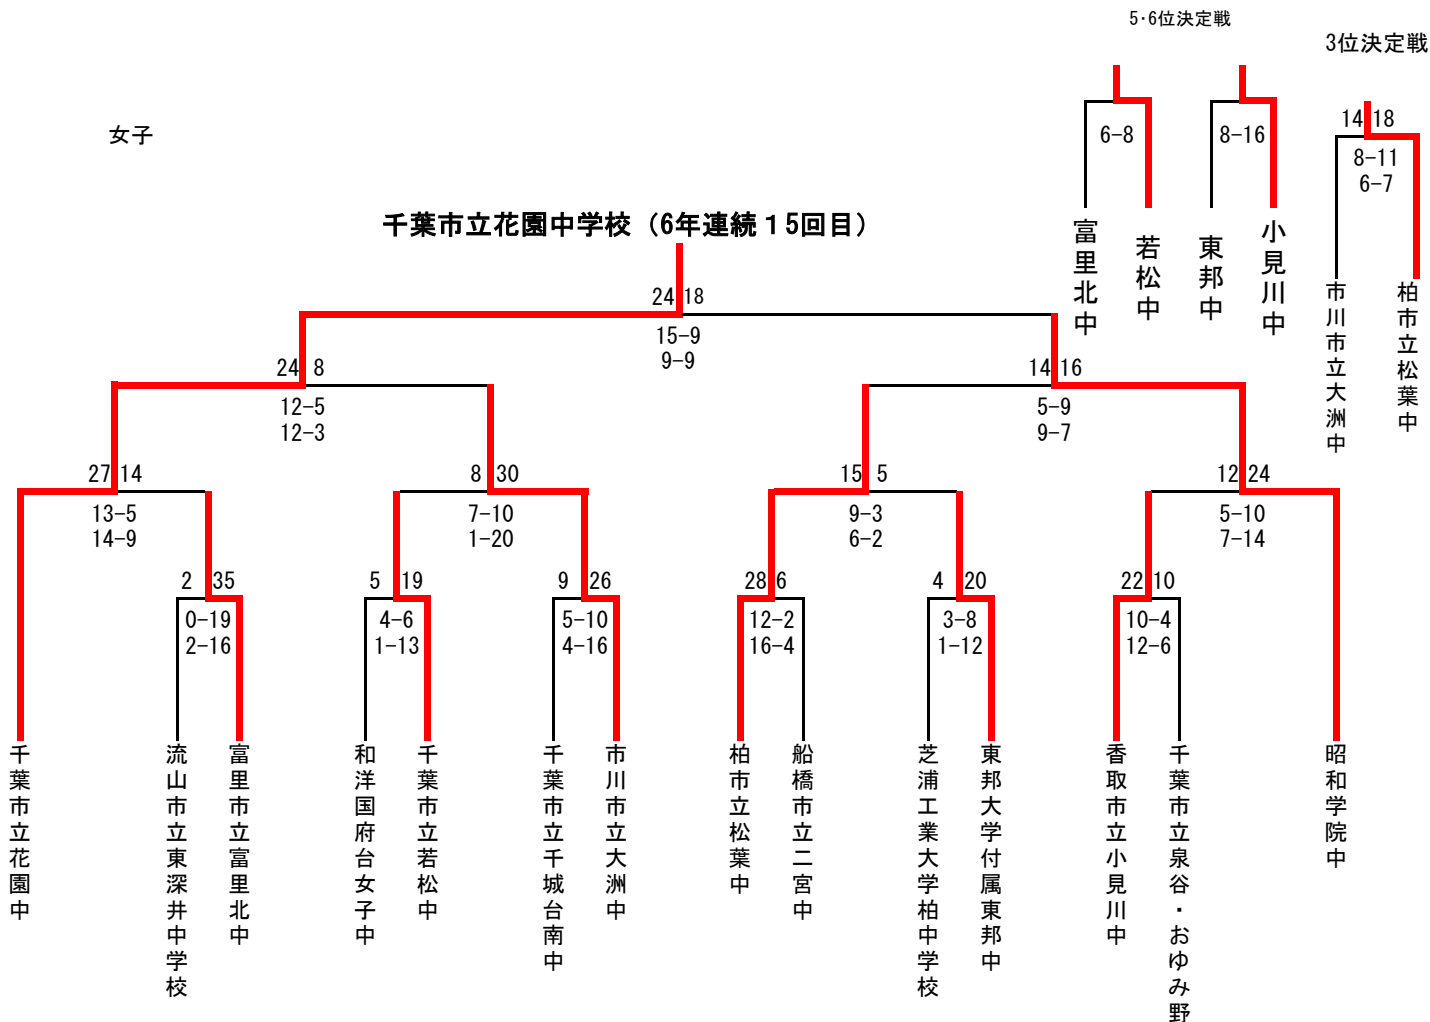 5・6位決定戦
3位決定戦
女子
6-8
8-16
14 18
8-11
6-7
富里北中
若松中
東邦中
小見川中
市川市立大洲中
柏市立松葉中
千葉市立花園中学校（6年連続１5回目）
24 18
15-9
9-9
24 8
12-5
12-3
14 16
5-9
9-7
27 14
13-5
14-9
8 30
7-10
1-20
15 5
9-3
6-2
12 24
5-10
7-14
2 35
0-19
2-16
5 19
4-6
1-13
9 26
5-10
4-16
28 6
12-2
16-4
4 20
3-8
1-12
22 10
10-4
12-6
千葉市立花園中
流山市立東深井中学校
富里市立富里北中
和洋国府台女子中
千葉市立若松中
千葉市立千城台南中
市川市立大洲中
柏市立松葉中
船橋市立二宮中
芝浦工業大学柏中学校
東邦大学付属東邦中
香取市立小見川中
千葉市立泉谷・おゆみ野
昭和学院中